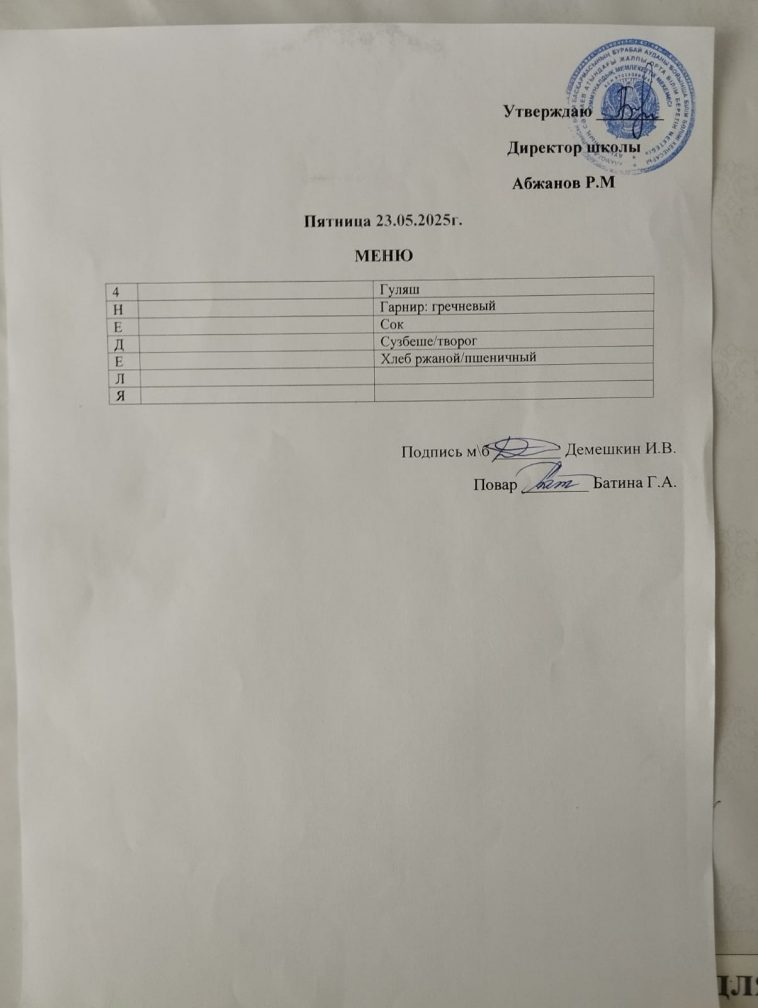 Утверждаю
Директор школы
Абжанов Р.М
Пятница 23.05.2025г.
МЕНЮ
4 Гуляш
Н Гарнир: гречневый
Е Сок
Д Сузбеше/творог
Е Хлеб ржаной/пшеничный
Л
Я
Подпись м\б Демешкин И.В.
Повар Батина Г.А.